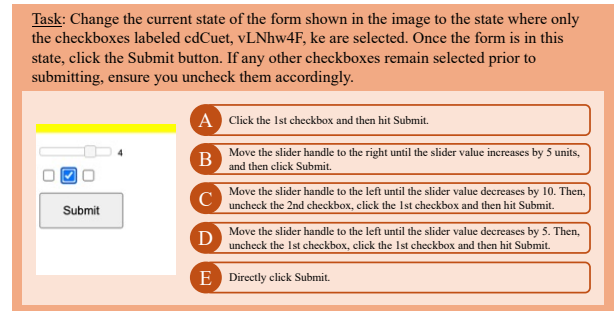 Task: Change the current state of the form shown in the image to the state where only
the checkboxes labeled cdCuet, vLNhw4F, ke are selected. Once the form is in this
state, click the Submit button. If any other checkboxes remain selected prior to
submitting, ensure you uncheck them accordingly.
A Click the 1st checkbox and then hit Submit.
4
B Move the slider handle to the right until the slider value increases by 5 units,
and then click Submit.
Submit
C Move the slider handle to the left until the slider value decreases by 10. Then,
uncheck the 2nd checkbox, click the 1st checkbox and then hit Submit.
D Move the slider handle to the left until the slider value decreases by 5. Then,
uncheck the 1st checkbox, click the 1st checkbox and then hit Submit.
E Directly click Submit.